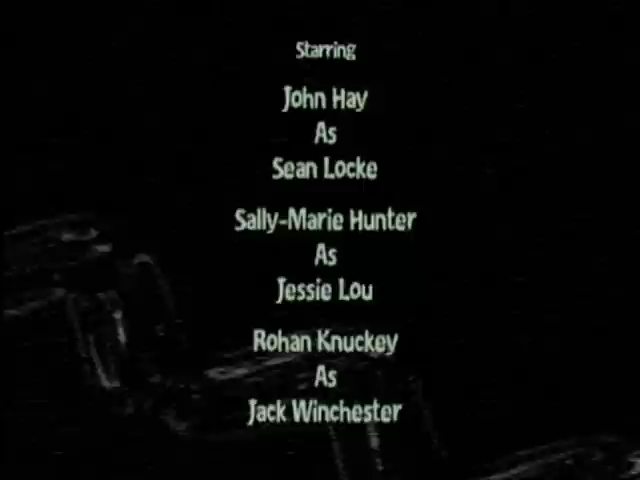 Starring
John Hay
As
Sean Locke
Sally-Marie Hunter
As
Jessie Lou
Rohan Knuckey
As
Jack Winchester